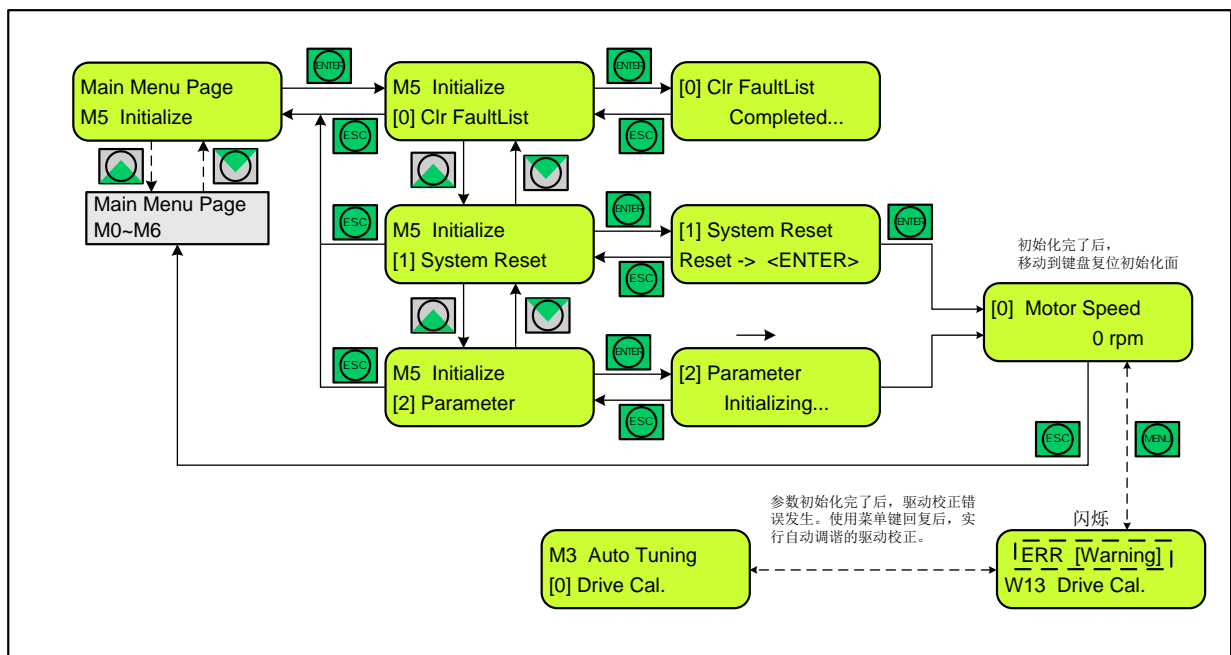 ENTER
ENTER
Main Menu Page
M5 Initialize
M5 Initialize
[0] Clr FaultList
[0] Clr FaultList
Completed...
ESC
ESC
Main Menu Page
M0~M6
ESC
M5 Initialize
[1] System Reset
ENTER
ESC
[1] System Reset
Reset -> <ENTER>
ENTER
初始化完了后，
移动到键盘复位初始化面
[0] Motor Speed
0 rpm
ESC
M5 Initialize
[2] Parameter
ENTER
ESC
[2] Parameter
Initializing...
ESC
MENU
参数初始化完了后，驱动校正错
误发生。使用菜单键回复后，实
行自动调谐的驱动校正。
闪烁
M3 Auto Tuning
[0] Drive Cal.
ERR [Warning]
W13 Drive Cal.